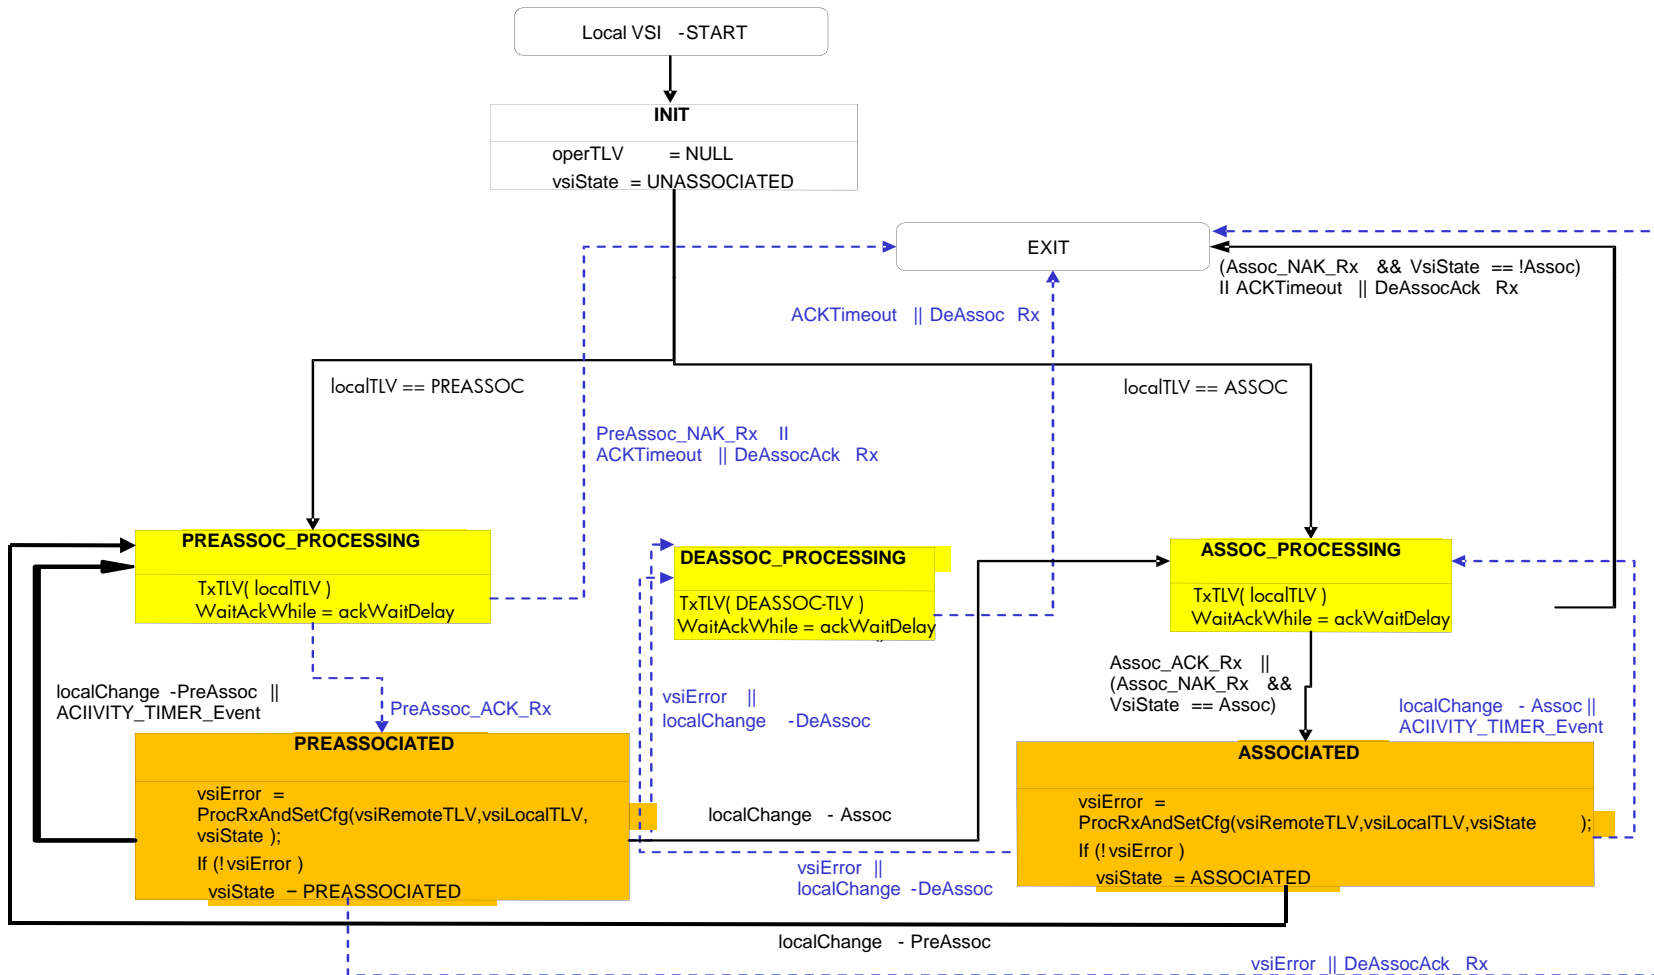 Local VSI -START
INIT
operTLV = NULL
vsiState = UNASSOCIATED
EXIT
(Assoc_NAK_Rx && VsiState == !Assoc)
II ACKTimeout || DeAssocAck Rx
ACKTimeout || DeAssoc Rx
localTLV == PREASSOC
localTLV == ASSOC
PreAssoc_NAK_Rx II
ACKTimeout || DeAssocAck Rx
PREASSOC_PROCESSING
TxTLV( localTLV )
WaitAckWhile = ackWaitDelay
DEASSOC_PROCESSING
TxTLV( DEASSOC-TLV )
WaitAckWhile = ackWaitDelay
ASSOC_PROCESSING
TxTLV( localTLV )
WaitAckWhile = ackWaitDelay
localChange -PreAssoc ||
ACIIVITY_TIMER_Event
PreAssoc_ACK_Rx
vsiError ||
localChange -DeAssoc
Assoc_ACK_Rx ||
(Assoc_NAK_Rx &&
VsiState == Assoc)
localChange - Assoc ||
ACIIVITY_TIMER_Event
PREASSOCIATED
vsiError =
ProcRxAndSetCfg(vsiRemoteTLV,vsiLocalTLV,
vsiState );
If (! vsiError )
vsiState – PREASSOCIATED
localChange - Assoc
vsiError ||
localChange -DeAssoc
ASSOCIATED
vsiError =
ProcRxAndSetCfg(vsiRemoteTLV,vsiLocalTLV,vsiState );
If (! vsiError )
vsiState = ASSOCIATED
localChange - PreAssoc
vsiError || DeAssocAck Rx